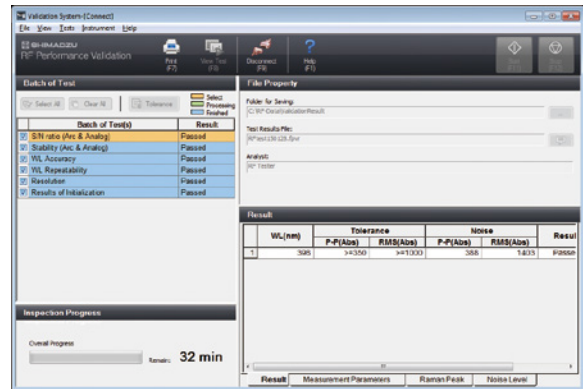 Validation System-[Connect]
File View Tests Instrument Help
SHIMADZU
RF Performance Validation
Print (F7)
View Test (F8)
Disconnect (F9)
Help (F1)
Batch of Test
File Property
Select All
Clear All
Tolerance
Select
Processing
Finished
Folder for Saving:
Batch of Test(s) Result
S/N ratio (Arc & Analog) Passed
Stability (Arc & Analog) Passed
WL Accuracy Passed
WL Repeatability Passed
Resolution Passed
Results of Initialization Passed
Test Results File:
Analyst:
RF Tester
Result
WL(nm) Tolerance Noise Resul
P-P(Abs) RMS(Abs) P-P(Abs) RMS(Abs)
1 398 >=350 >=1000 388 1403 Passe
Inspection Progress
Overall Progress
Remain: 32 min
Result Measurement Parameters Raman Peak Noise Level